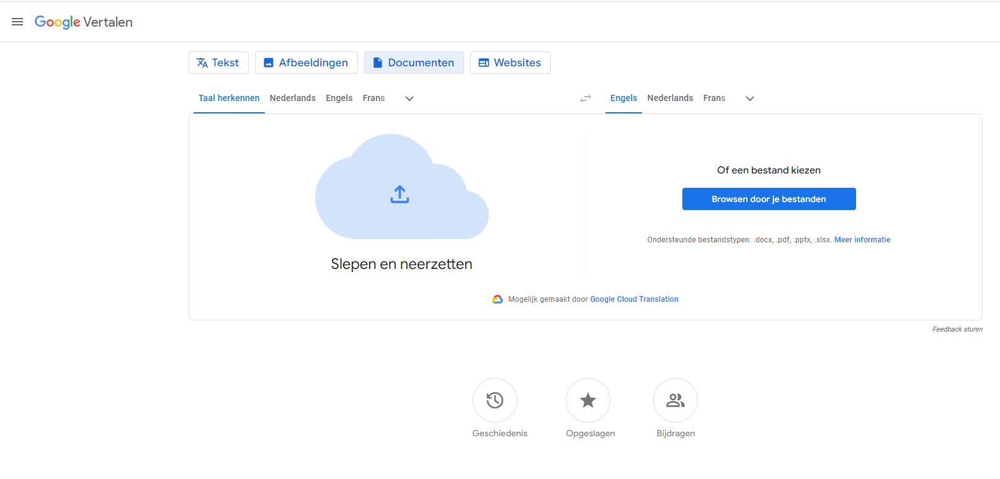 Google Vertalen
Tekst Afbeeldingen Documenten Websites
Taal herkennen Nederlands Engels Frans
Engels Nederlands Frans
Slepen en neerzetten
Of een bestand kiezen
Browsen door je bestanden
Ondersteunde bestandstypen: .docx, .pdf, .pptx, .xlsx. Meer informatie
Mogelijk gemaakt door Google Cloud Translation
Feedback sturen
Geschiedenis Opgeslagen Bijdragen